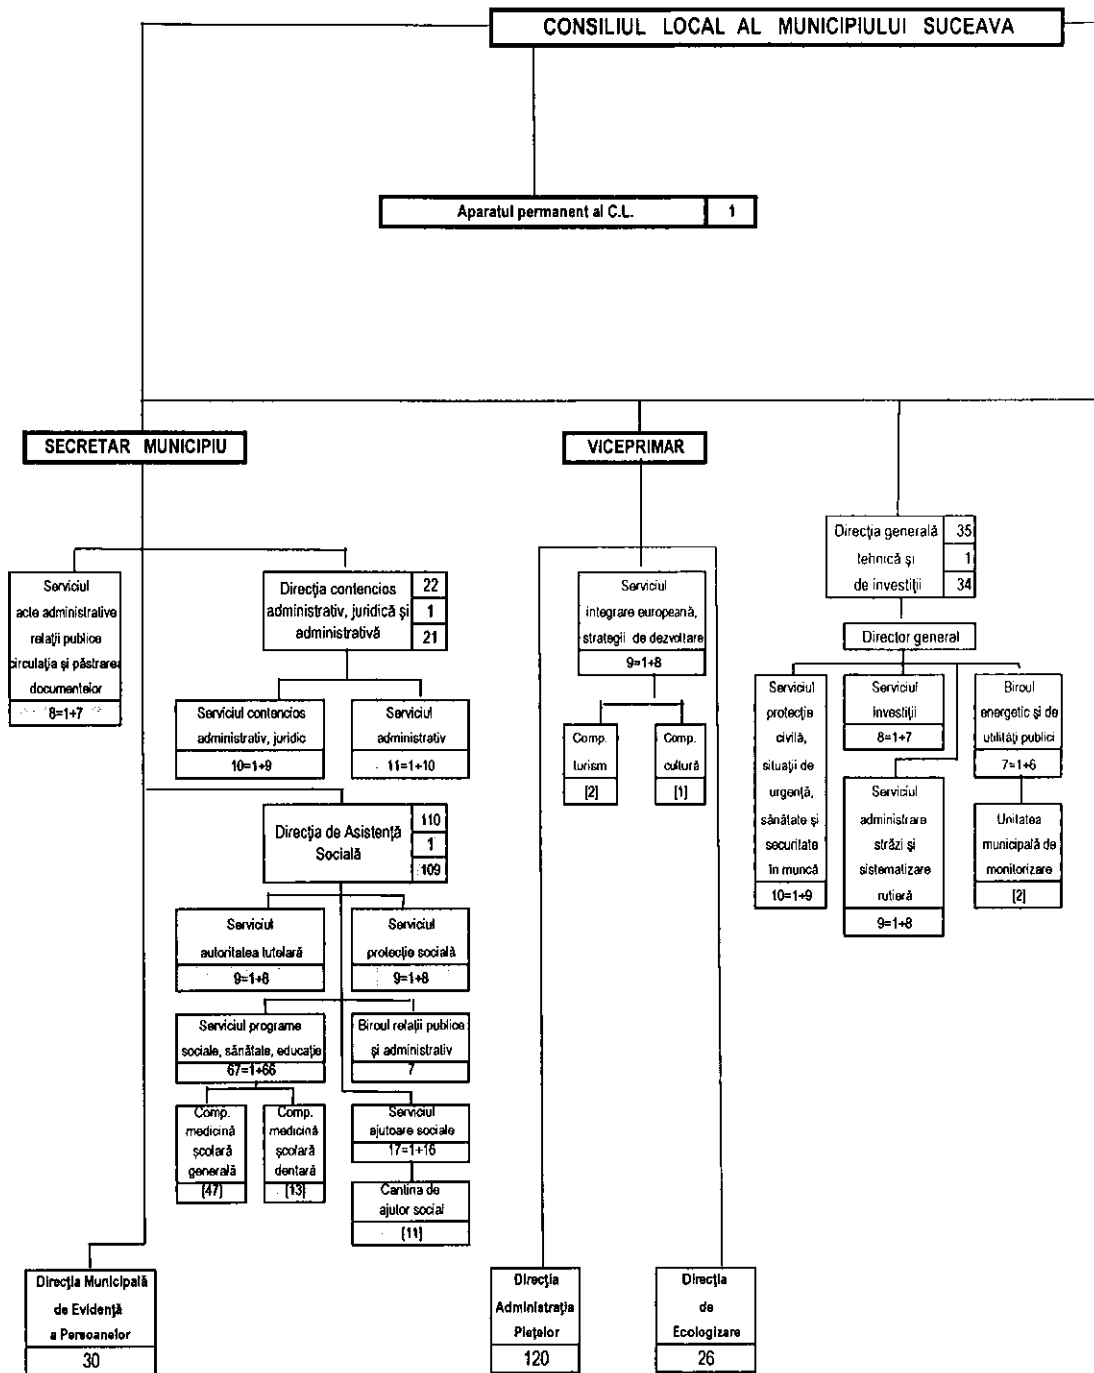 CONSILIUL LOCAL AL MUNICIPIULUI SUCEAVA
Aparatul permanent al C.L. 1
SECRETAR MUNICIPIU
VICEPRIMAR
Direcţia generală
tehnică şi
de investiţii
35
1
34
Director general
Serviciul
acte administrative
relaţii publice
circulaţia şi păstrarea
documentelor
8=1+7
Direcţia contencios
administrativ, juridică şi
administrativă
22
1
21
Serviciul contencios
administrativ, juridic
10=1+9
Serviciul
administrativ
11=1+10
Serviciul
integrare europeană,
strategii de dezvoltare
9=1+8
Comp.
turism
[2]
Comp.
cultură
[1]
Serviciul
protecţie
civilă,
situaţii de
urgenţă,
sănătate şi
securitate
în muncă
10=1+9
Serviciul
investiţii
8=1+7
Serviciul
administrare
străzi şi
sistematizare
rutieră
9=1+8
Biroul
energetic şi de
utilităţi publici
7=1+6
Unitatea
municipală de
monitorizare
[2]
Direcţia de Asistenţă
Socială
110
1
109
Serviciul
autoritatea tutelară
9=1+8
Serviciul
protecţie socială
9=1+8
Serviciul programe
sociale, sănătate, educaţie
67=1+66
Biroul relaţii publice
şi administrativ
7
Comp.
medicină
şcolară
generală
[47]
Comp.
medicină
şcolară
dentară
[13]
Serviciul
ajutoare sociale
17=1+16
Cantina de
ajutor social
[11]
Direcţia Municipală
de Evidenţă
a Persoanelor
30
Direcţia
Administraţia
Pieţelor
120
Direcţia
de
Ecologizare
26